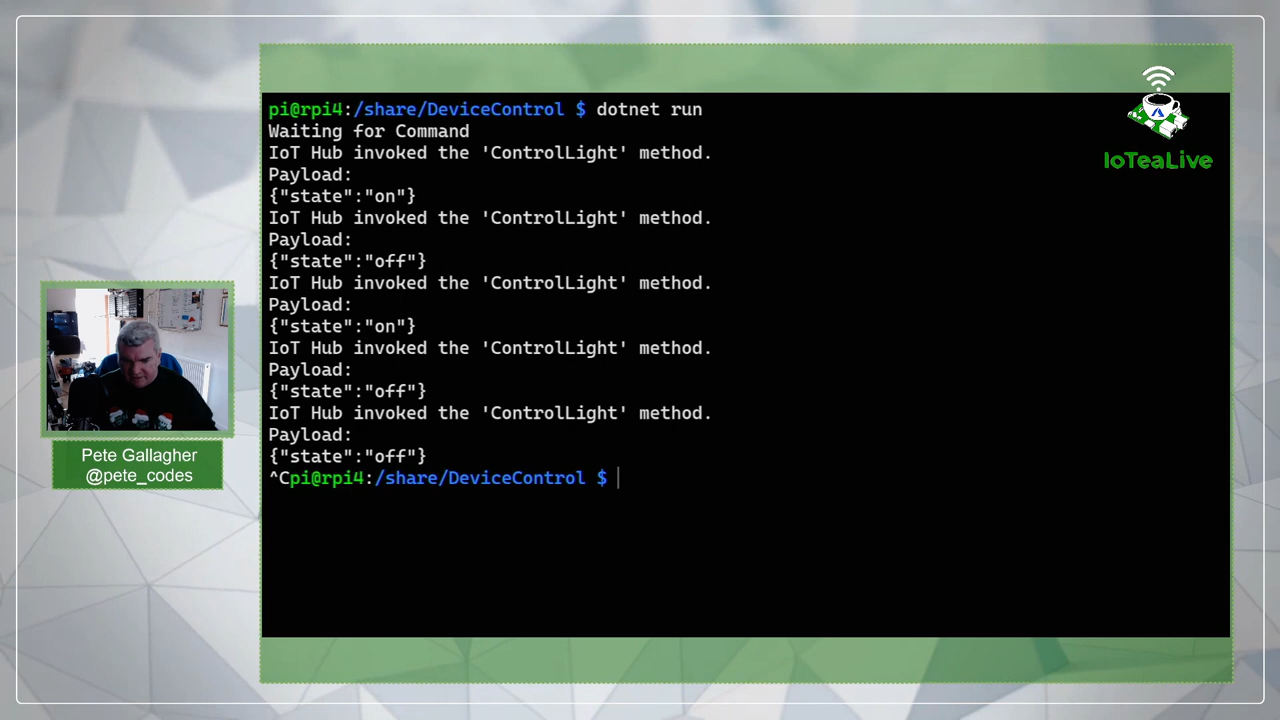 pi@rpi4:/share/DeviceControl $ dotnet run
Waiting for Command
IoT Hub invoked the 'ControlLight' method.
Payload:
{"state":"on"}
IoT Hub invoked the 'ControlLight' method.
Payload:
{"state":"off"}
IoT Hub invoked the 'ControlLight' method.
Payload:
{"state":"on"}
IoT Hub invoked the 'ControlLight' method.
Payload:
{"state":"off"}
IoT Hub invoked the 'ControlLight' method.
Payload:
{"state":"off"}
^Cpi@rpi4:/share/DeviceControl $
IoTeaLive
Pete Gallagher
@pete_codes